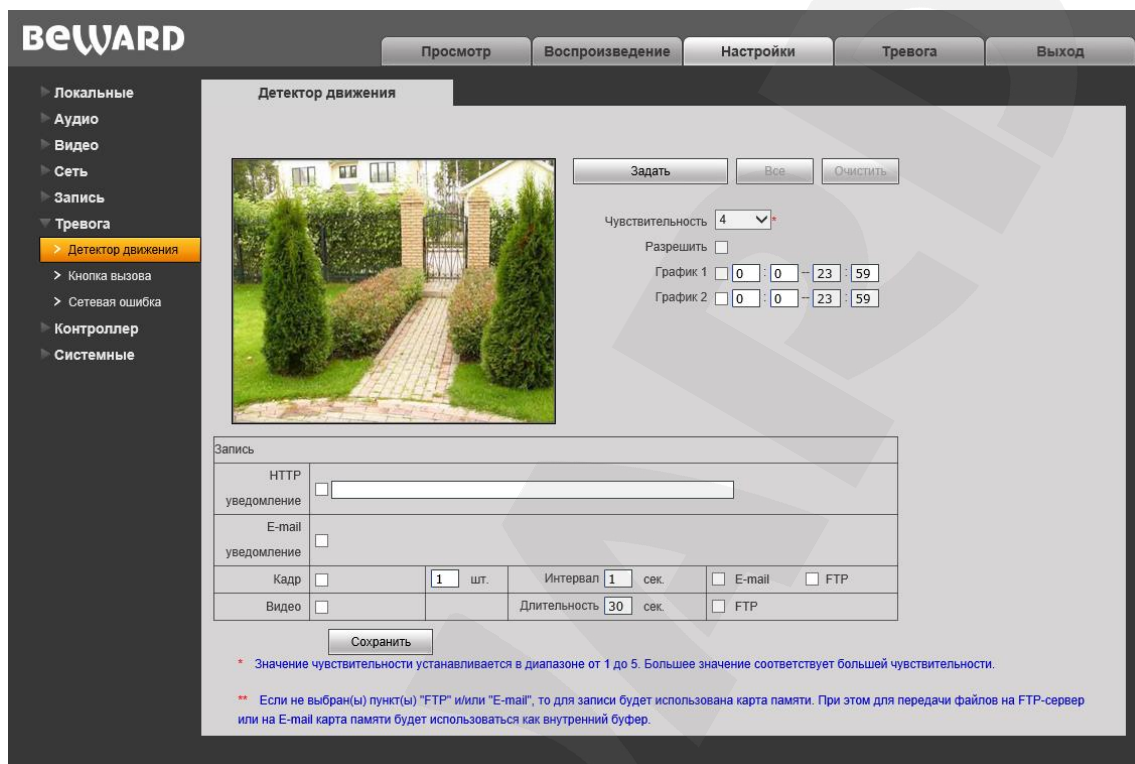 BEWARD
Просмотр Воспроизведение Настройки Тревога Выход
Локальные
Аудио
Видео
Сеть
Запись
Тревога
> Детектор движения
> Кнопка вызова
> Сетевая ошибка
Контроллер
Системные
Детектор движения
Задать Все Очистить
Чувствительность 4 *
Разрешить
График 1 0 : 0 -- 23 : 59
График 2 0 : 0 -- 23 : 59
Запись
HTTP
уведомление
E-mail
уведомление
Кадр 1 шт. Интервал 1 сек. E-mail FTP
Видео Длительность 30 сек. FTP
Сохранить
* Значение чувствительности устанавливается в диапазоне от 1 до 5. Большее значение соответствует большей чувствительности.
** Если не выбран(ы) пункт(ы) "FTP" и/или "E-mail", то для записи будет использована карта памяти. При этом для передачи файлов на FTP-сервер
или на E-mail карта памяти будет использоваться как внутренний буфер.